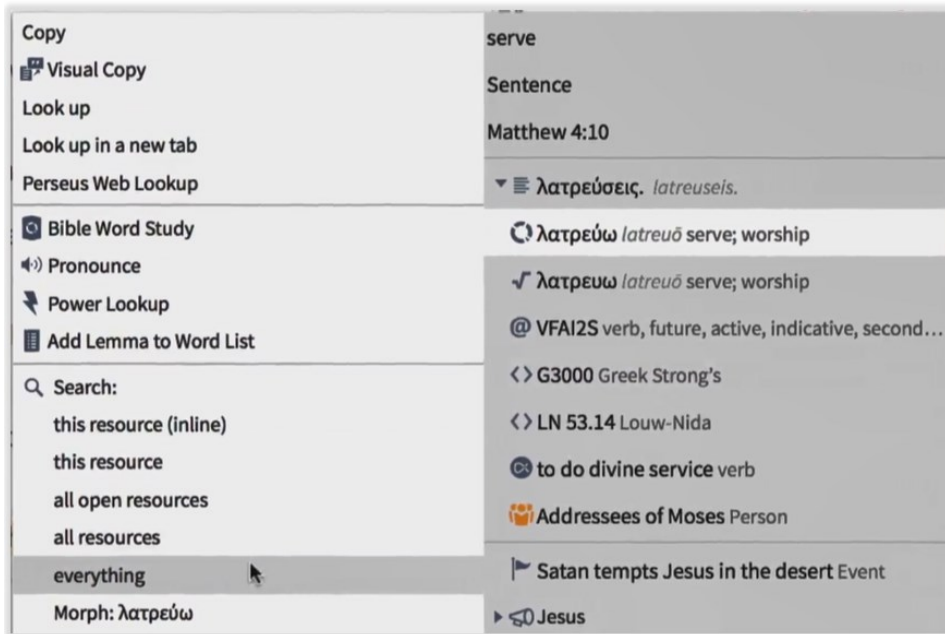 Copy
Visual Copy
Look up
Look up in a new tab
Perseus Web Lookup
Bible Word Study
Pronounce
Power Lookup
Add Lemma to Word List
Search:
this resource (inline)
this resource
all open resources
all resources
everything
Morph: λατρεύω
serve
Sentence
Matthew 4:10
λατρεύσεις. latreuseis.
λατρεύω latreuō serve; worship
λατρευω latreuō serve; worship
@ VFAI2S verb, future, active, indicative, second...
<> G3000 Greek Strong's
<> LN 53.14 Louw-Nida
to do divine service verb
Addressees of Moses Person
Satan tempts Jesus in the desert Event
Jesus